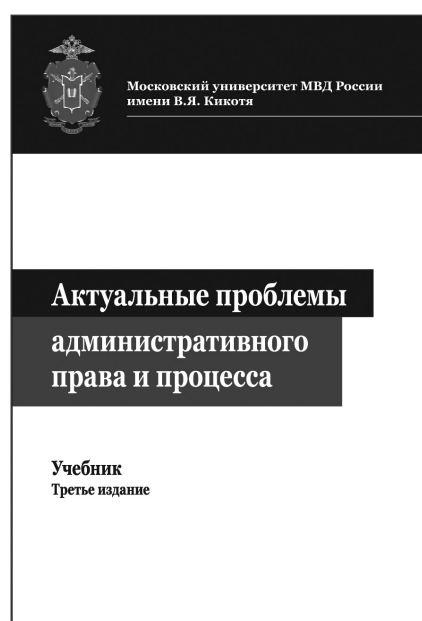 Московский университет МВД России
имени В.Я. Кикотя
Актуальные проблемы
административного
права и процесса
Учебник
Третье издание